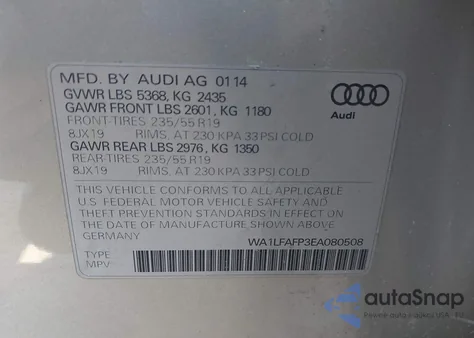 MFD. BY AUDI AG 01 14
GVWR LBS 5368, KG 2435
GAWR FRONT LBS 2601, KG 1180
FRONT-TIRES 235/55 R19
8JX19 RIMS, AT 230 KPA 33 PSI COLD
GAWR REAR LBS 2976, KG 1350
REAR-TIRES 235/55 R19
8JX19 RIMS, AT 230 KPA 33 PSI COLD
Audi
THIS VEHICLE CONFORMS TO ALL APPLICABLE
U.S. FEDERAL MOTOR VEHICLE SAFETY AND
THEFT PREVENTION STANDARDS IN EFFECT ON
THE DATE OF MANUFACTURE SHOWN ABOVE
GERMANY
WA1LFAFP3EA080508
TYPE:
MPV
autoSnap